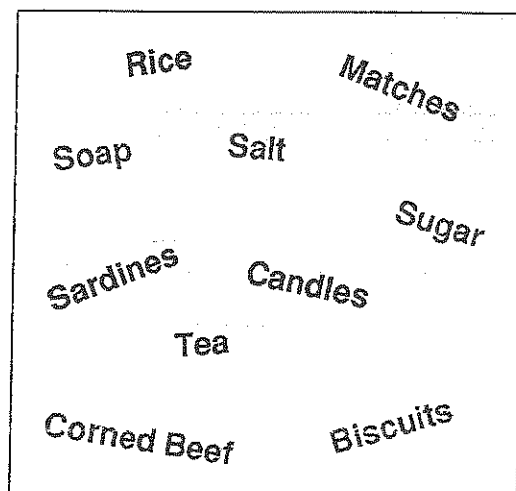 Rice
Matches
Soap
Salt
Sugar
Sardines
Candles
Tea
Corned Beef
Biscuits